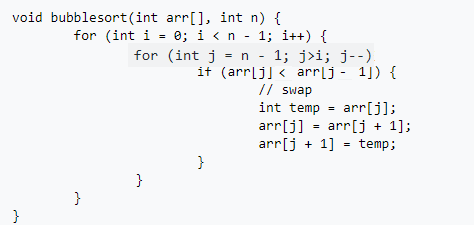 void bubblesort(int arr[], int n) {
for (int i = 0; i < n - 1; i++) {
for (int j = n - 1; j>i; j--)
if (arr[j] < arr[j - 1]) {
// swap
int temp = arr[j];
arr[j] = arr[j + 1];
arr[j + 1] = temp;
}
}
}
}